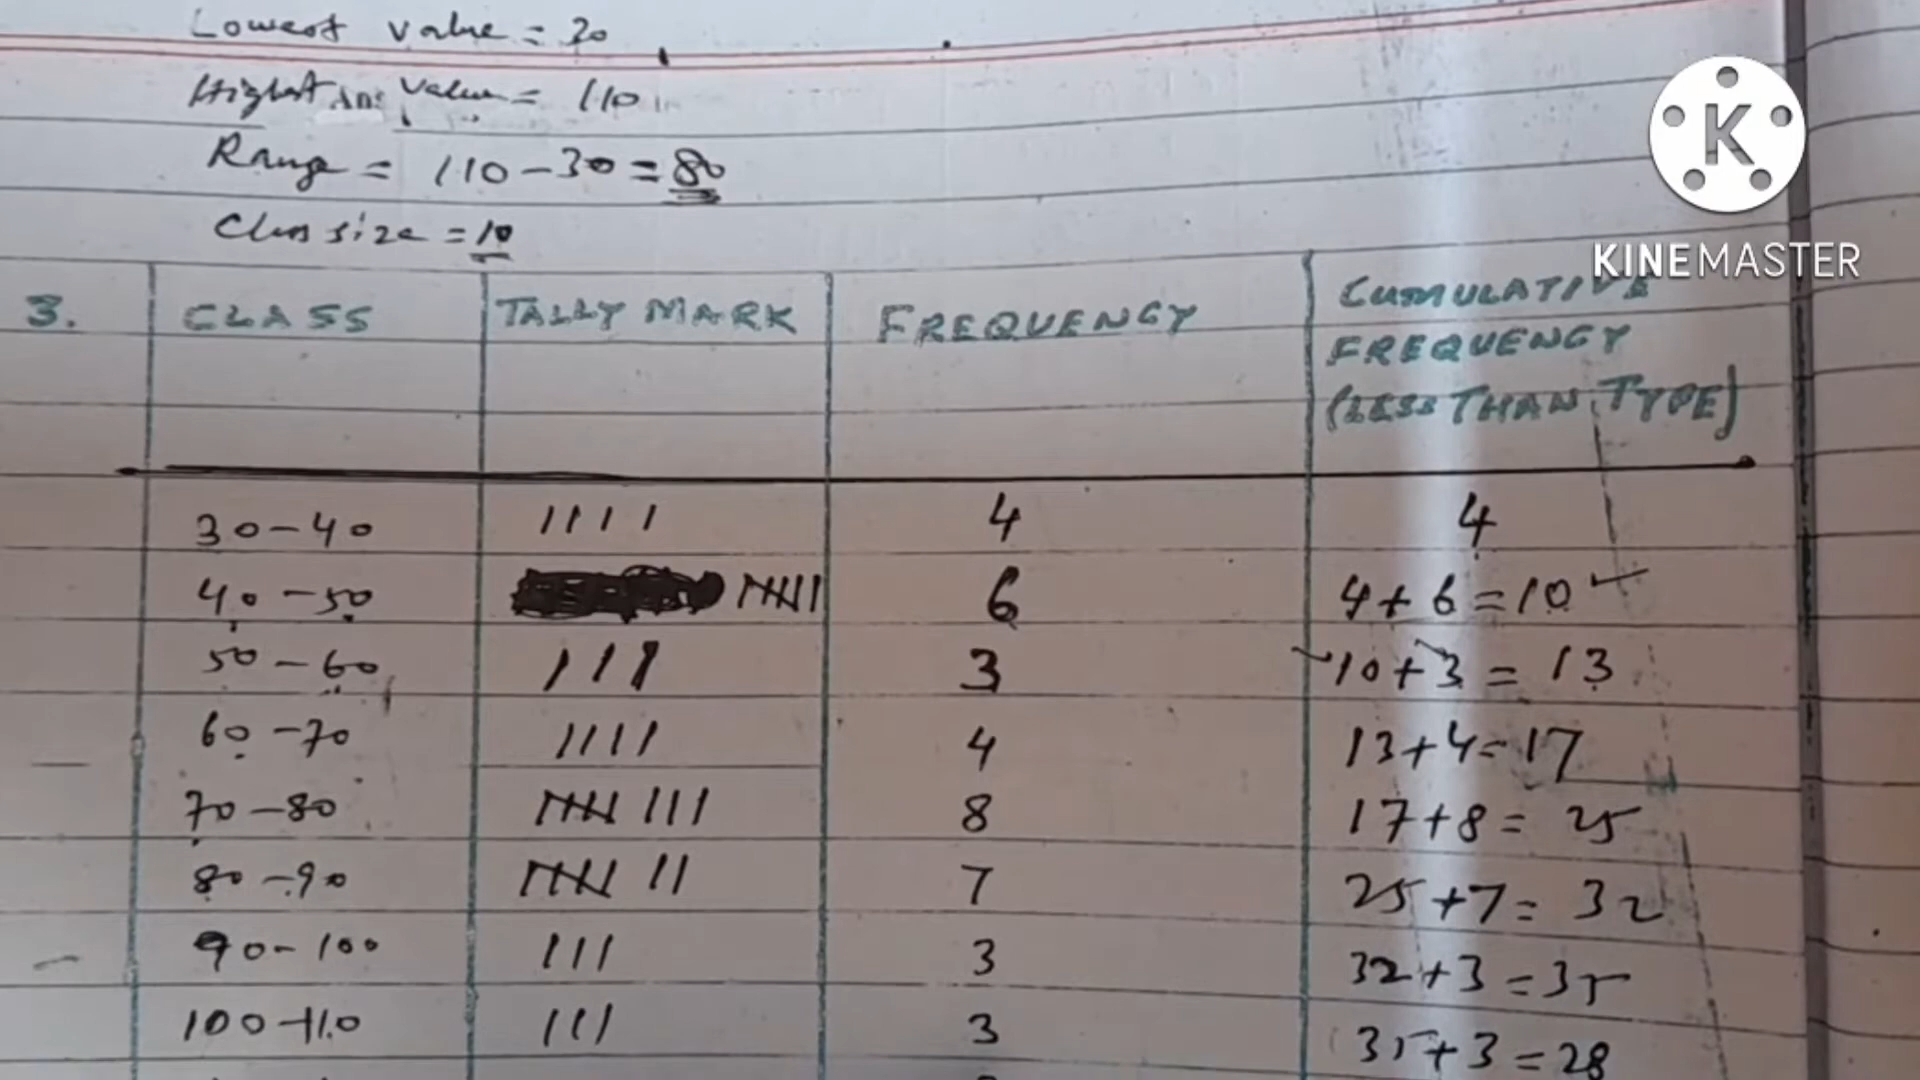 Lowest value = 30
Highest value = 110
Range = 110 - 30 = 80
Class size = 10
KINEMASTER
3. CLASS TALLY MARK FREQUENCY CUMULATIVE FREQUENCY (LESS THAN TYPE)
30-40 |||| 4 4
40-50 |||| | 6 4+6=10
50-60 ||| 3 10+3=13
60-70 |||| 4 13+4=17
70-80 |||| ||| 8 17+8=25
80-90 |||| || 7 25+7=32
90-100 ||| 3 32+3=35
100-110 ||| 3 35+3=28